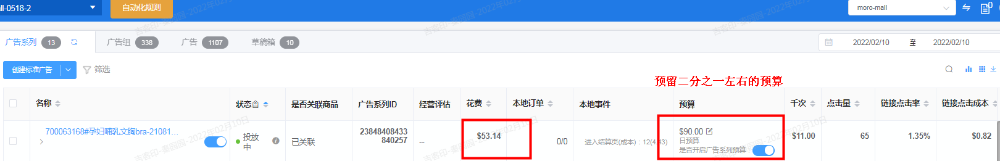 ll-0518-2
自动化规则
moro-mall
0
广告系列 13
广告组 338
广告 1107
草稿箱 10
2022/02/10 至 2022/02/10
创建标准广告
筛选
预留二分之一左右的预算
名称
状态
是否关联商品
广告系列ID
经营评估
花费
本地订单
本地事件
预算
千次
点击量
链接点击率
链接点击成本
700063168#孕妇哺乳文胸bra-21081...
投放中
已关联
23848408433
840257
--
$53.14
0/0
进入结算页(成本)：12(4.43)
$90.00
日预算
是否开启广告系列预算：
$11.00
65
1.35%
$0.82